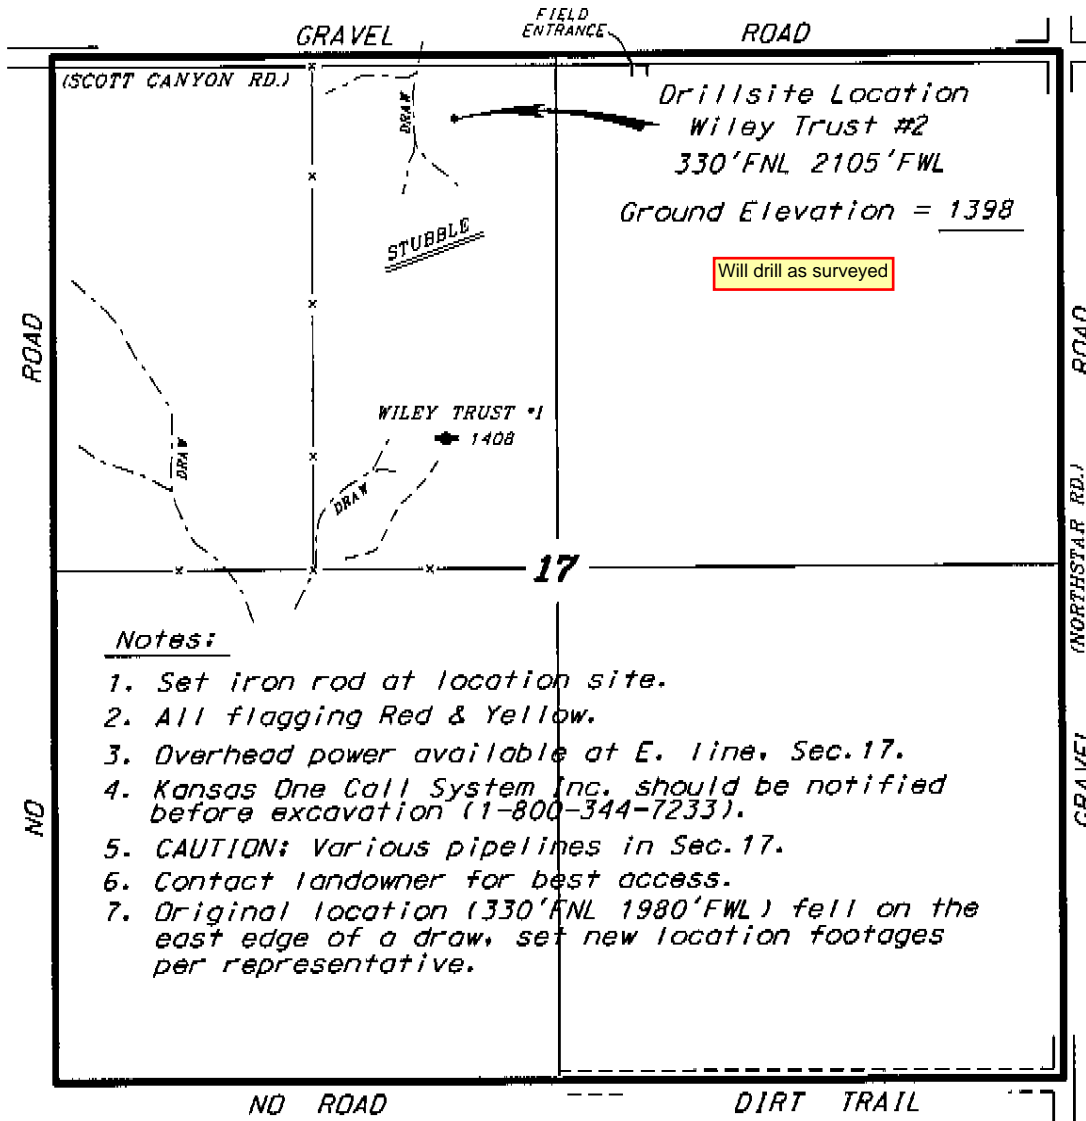 GRAVEL
FIELD
ENTRANCE
ROAD
(SCOTT CANYON RD.)
DRAW
Drillsite Location
Wiley Trust #2
330'FNL 2105'FWL
Ground Elevation = 1398
STUBBLE
Will drill as surveyed
ROAD
ROAD
WILEY TRUST #1
1408
DRAW
DRAW
(NORTHSTAR RD.)
17
Notes:
1. Set iron rod at location site.
2. All flagging Red & Yellow.
3. Overhead power available at E. line, Sec.17.
4. Kansas One Call System Inc. should be notified
before excavation (1-800-344-7233).
5. CAUTION: Various pipelines in Sec.17.
6. Contact landowner for best access.
7. Original location (330'FNL 1980'FWL) fell on the
east edge of a draw, set new location footages
per representative.
NO
GRAVEL
NO ROAD
DIRT TRAIL